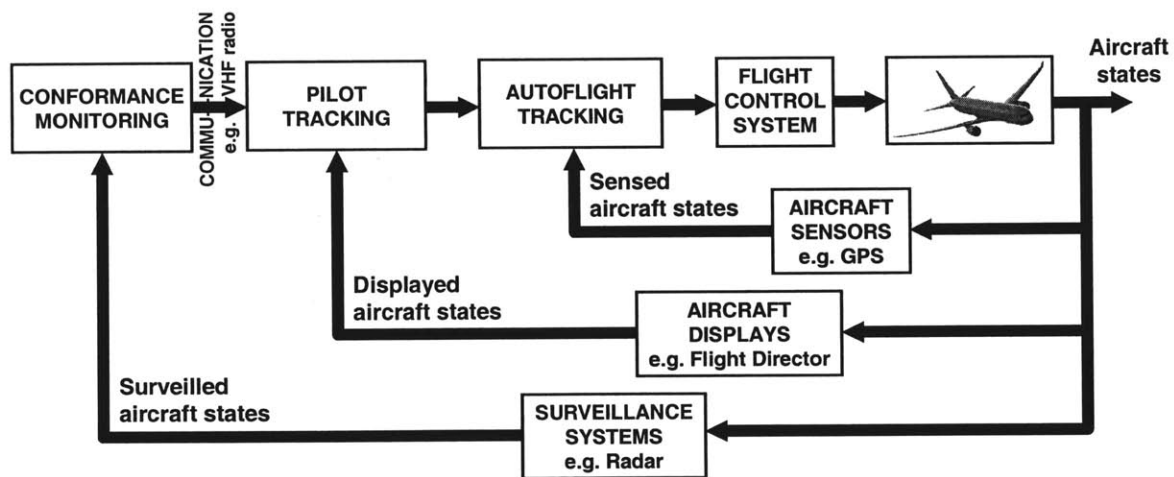 CONFORMANCE
MONITORING
COMMU-NICATION
e.g. VHF radio
PILOT
TRACKING
AUTOFLIGHT
TRACKING
FLIGHT
CONTROL
SYSTEM
Aircraft
states
Sensed
aircraft states
AIRCRAFT
SENSORS
e.g. GPS
Displayed
aircraft states
AIRCRAFT
DISPLAYS
e.g. Flight Director
Surveilled
aircraft states
SURVEILLANCE
SYSTEMS
e.g. Radar